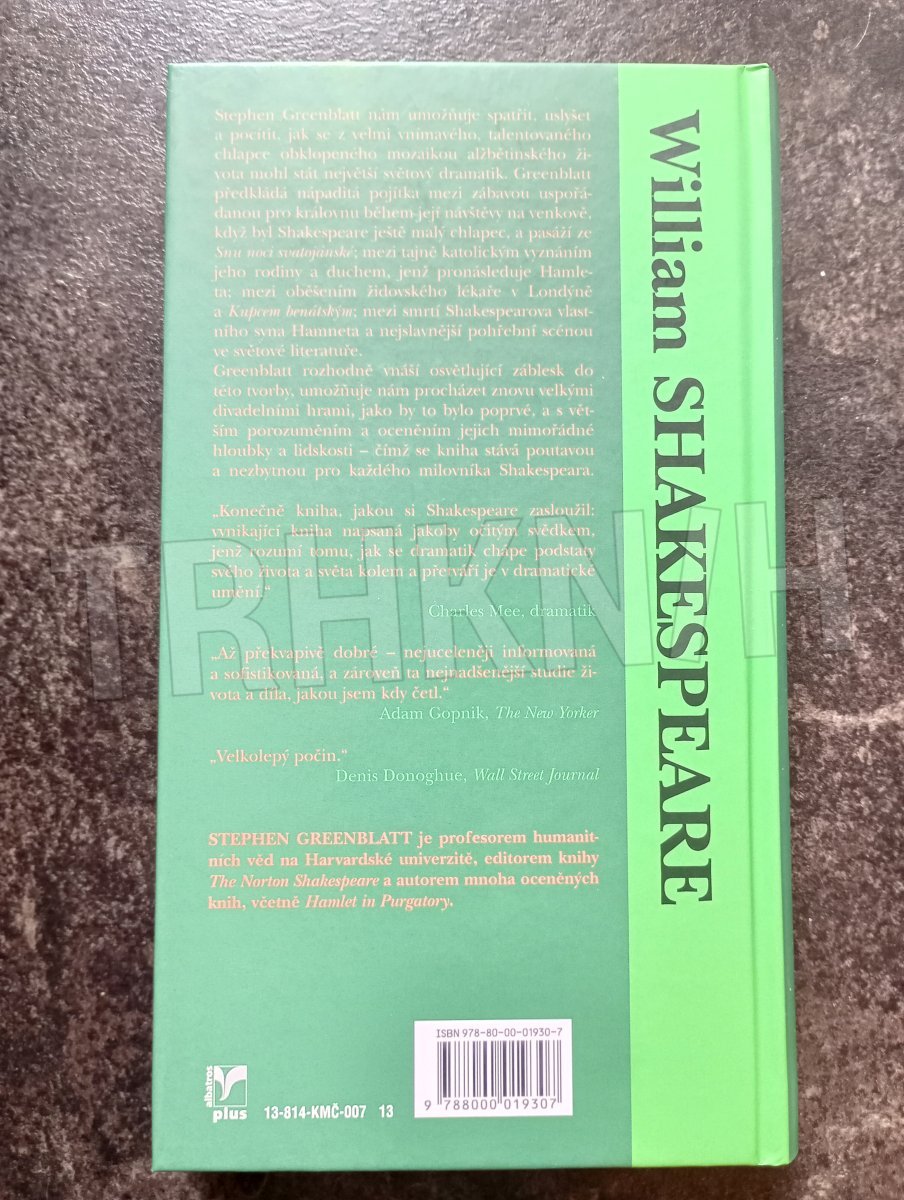 Stephen Greenblatt nám umožňuje spatřit, uslyšet
a pocítit, jak se z velmi vnímavého, talentovaného
chlapce obklopeného mozaikou alžbětinského ži-
vota mohl stát největší světový dramatik. Greenblatt
předkládá nápaditá pojítka mezi zábavou uspořá-
danou pro královnu během její návštěvy na venkově,
když byl Shakespeare ještě malý chlapec, a pasáží ze
Snu noci svatojánské; mezi tajně katolickým vyznáním
jeho rodiny a duchem, jenž pronásleduje Hamle-
ta; mezi oběšením židovského lékaře v Londýně
a Kupcem benátským; mezi smrtí Shakespearova vlast-
ního syna Hamneta a nejslavnější pohřební scénou
ve světové literatuře.
Greenblatt rozhodně vnáší osvětlující záblesk do
této tvorby, umožňuje nám procházet znovu velkými
divadelními hrami, jako by to bylo poprvé, a s vět-
ším porozuměním a oceněním jejich mimořádné
hloubky a lidskosti – čímž se kniha stává poutavou
a nezbytnou pro každého milovníka Shakespeara.
„Konečně kniha, jakou si Shakespeare zasloužil:
vynikající kniha napsaná jakoby očitým svědkem,
jenž rozumí tomu, jak se dramatik chápe podstaty
svého života a světa kolem a přetváří je v dramatické
umění.“
Charles Mee, dramatik
„Až překvapivě dobré – nejuceleněji informovaná
a sofistikovaná, a zároveň ta nejnadšenější studie ži-
vota a díla, jakou jsem kdy četl.“
Adam Gopnik, The New Yorker
„Velkolepý počin.“
Denis Donoghue, Wall Street Journal
STEPHEN GREENBLATT je profesorem humanit-
ních věd na Harvardské univerzitě, editorem knihy
The Norton Shakespeare a autorem mnoha oceněných
knih, včetně Hamlet in Purgatory.
albatros
plus
13-814-KMČ-007 13
ISBN 978-80-00-01930-7
9 788000 019307
William SHAKESPEARE
TRHKNIH